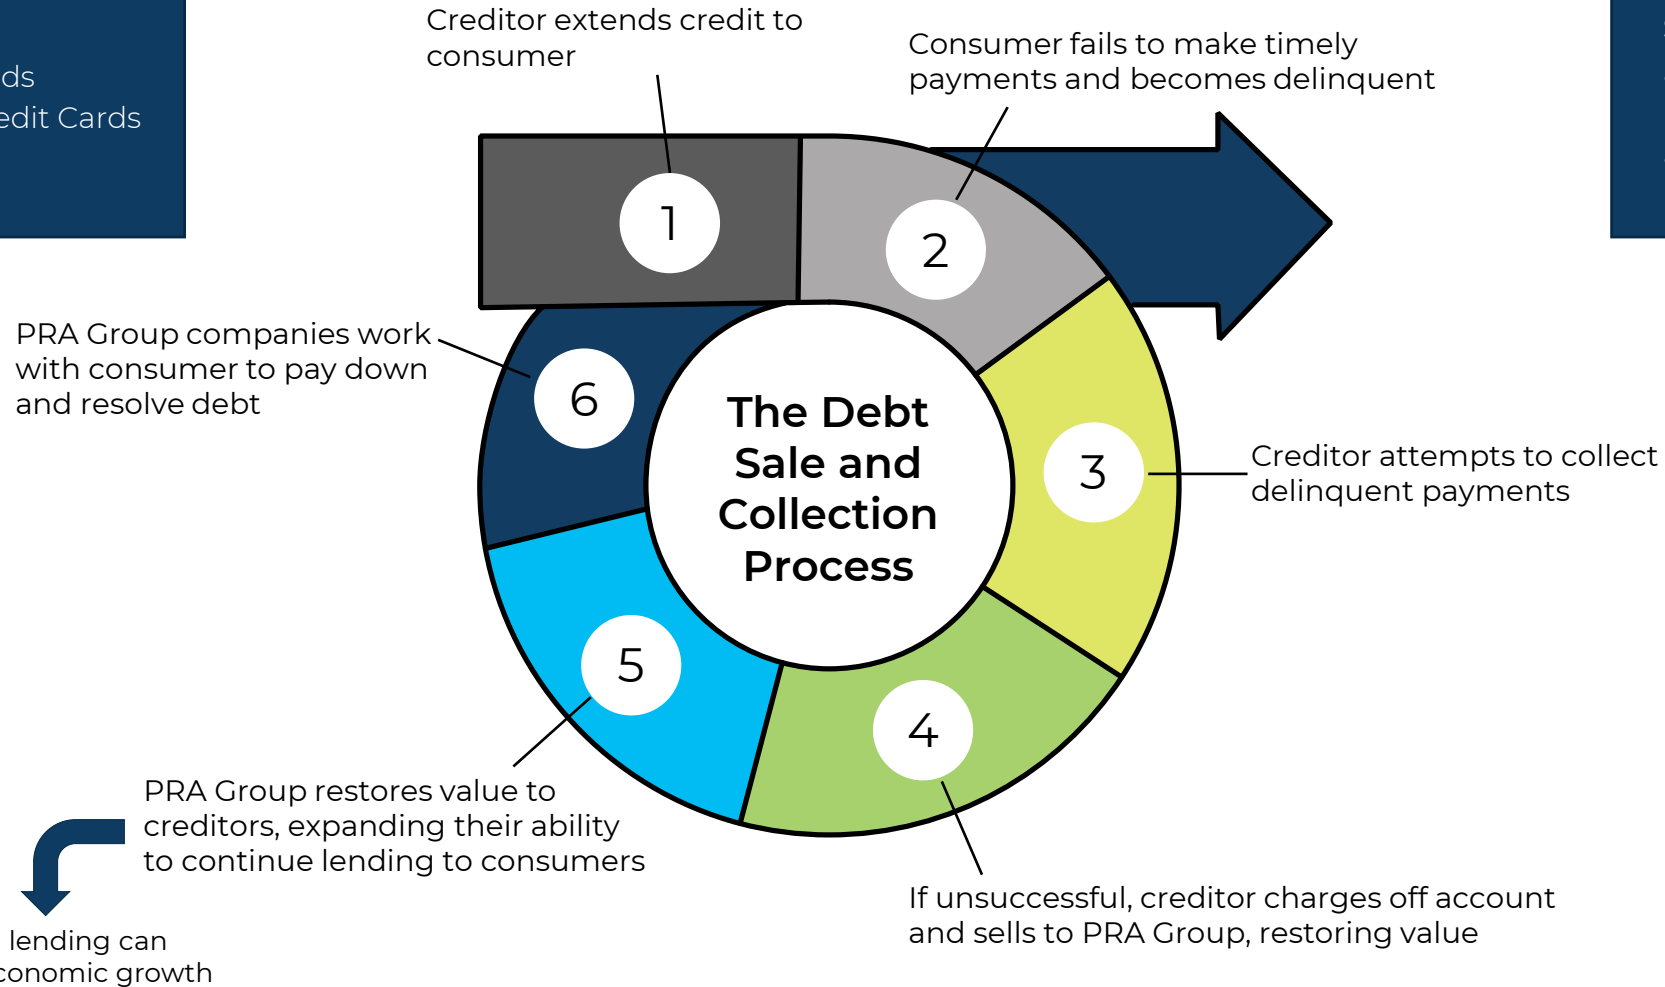 Creditor extends credit to
consumer
Consumer fails to make timely
payments and becomes delinquent
Cards
1
2
PRA Group companies work
with consumer to pay down
and resolve debt
6
The Debt
Sale and
Collection
Process
3
Creditor attempts to collect
delinquent payments
5
4
PRA Group restores value to
creditors, expanding their ability
to continue lending to consumers
If unsuccessful, creditor charges off account
and sells to PRA Group, restoring value
lending can
growth